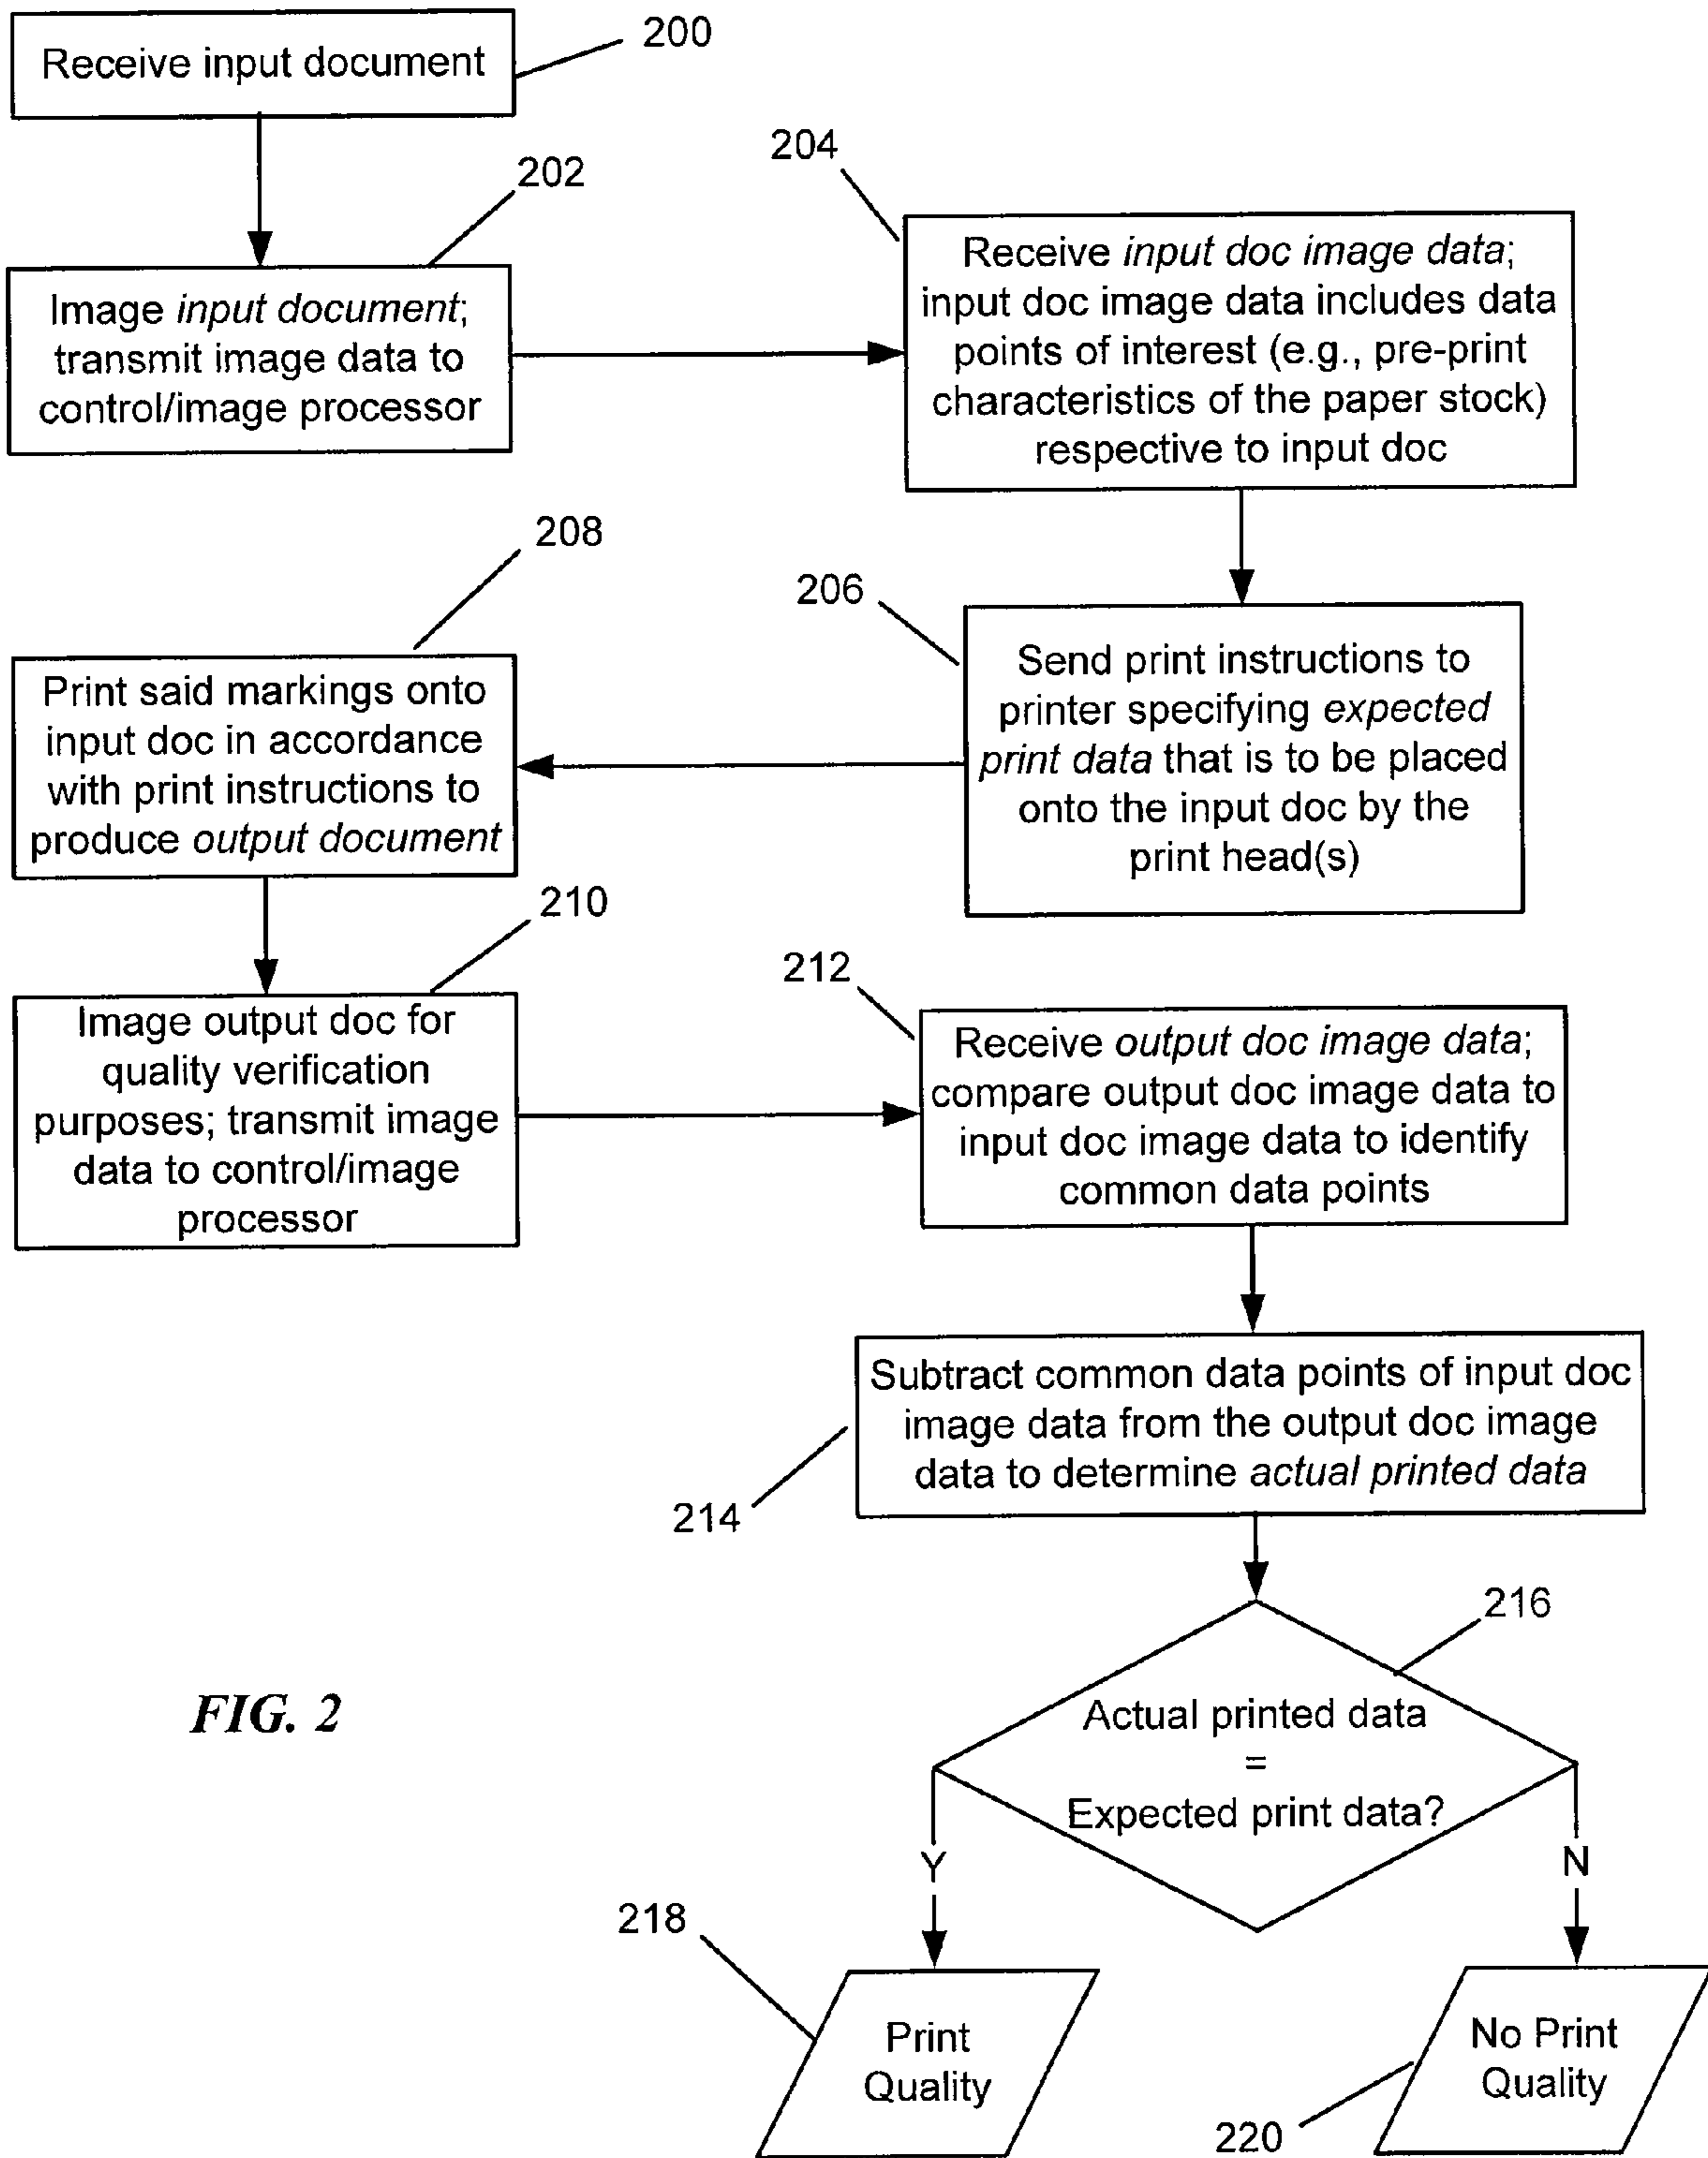 200
Receive input document
202
Image input document;
transmit image data to
control/image processor
204
Receive input doc image data;
input doc image data includes data
points of interest (e.g., pre-print
characteristics of the paper stock)
respective to input doc
206
Send print instructions to
printer specifying expected
print data that is to be placed
onto the input doc by the
print head(s)
208
Print said markings onto
input doc in accordance
with print instructions to
produce output document
210
Image output doc for
quality verification
purposes; transmit image
data to control/image
processor
212
Receive output doc image data;
compare output doc image data to
input doc image data to identify
common data points
Subtract common data points of input doc
image data from the output doc image
data to determine actual printed data
214
216
Actual printed data
=
Expected print data?
Y
N
218
Print
Quality
No Print
Quality
220
FIG. 2